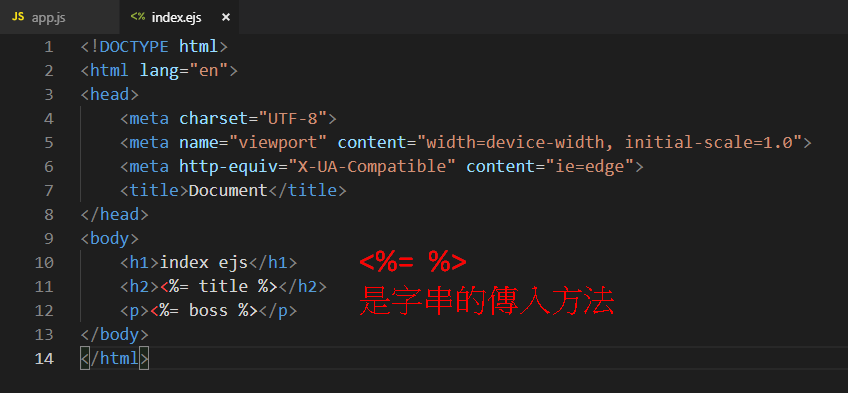 JS app.js <%> index.ejs ×
1 <!DOCTYPE html>
2 <html lang="en">
3 <head>
4 <meta charset="UTF-8">
5 <meta name="viewport" content="width=device-width, initial-scale=1.0">
6 <meta http-equiv="X-UA-Compatible" content="ie=edge">
7 <title>Document</title>
8 </head>
9 <body>
10 <h1>index ejs</h1> <%= %>
11 <h2><%= title %></h2> 是字串的傳入方法
12 <p><%= boss %></p>
13 </body>
14 </html>